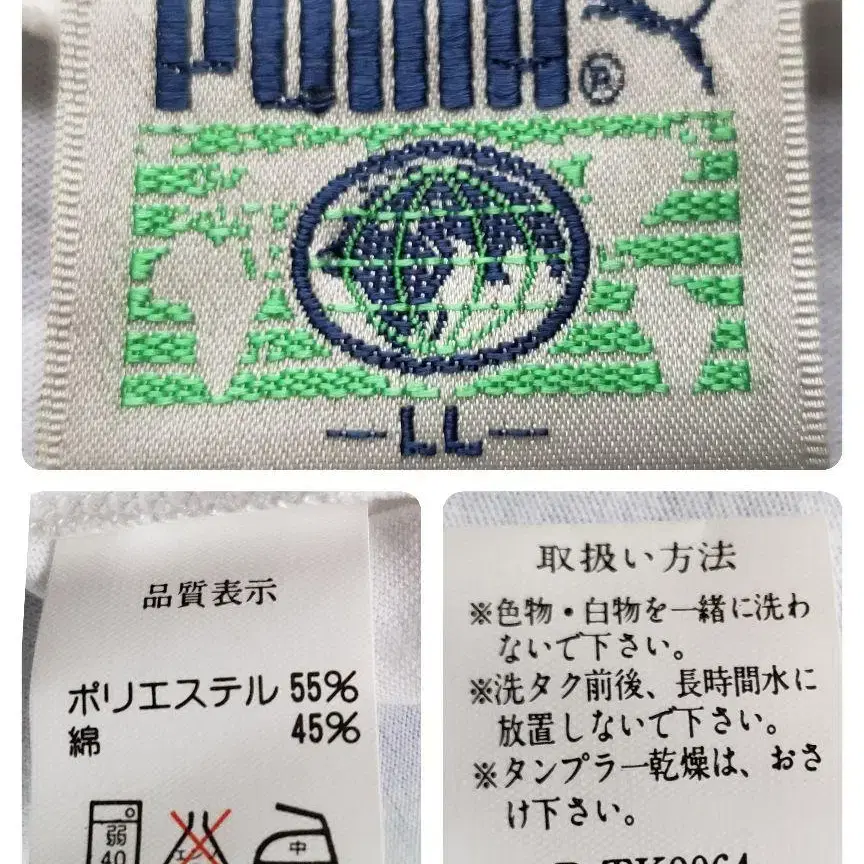 PUMA®
LL
品質表示
ポリエステル 55%
綿 45%
弱
40
中
取扱い方法
※色物・白物を一緒に洗わ
ないで下さい。
※洗タク前後、長時間水に
放置しないで下さい。
※タンプラー乾燥は、おさ
け下さい。